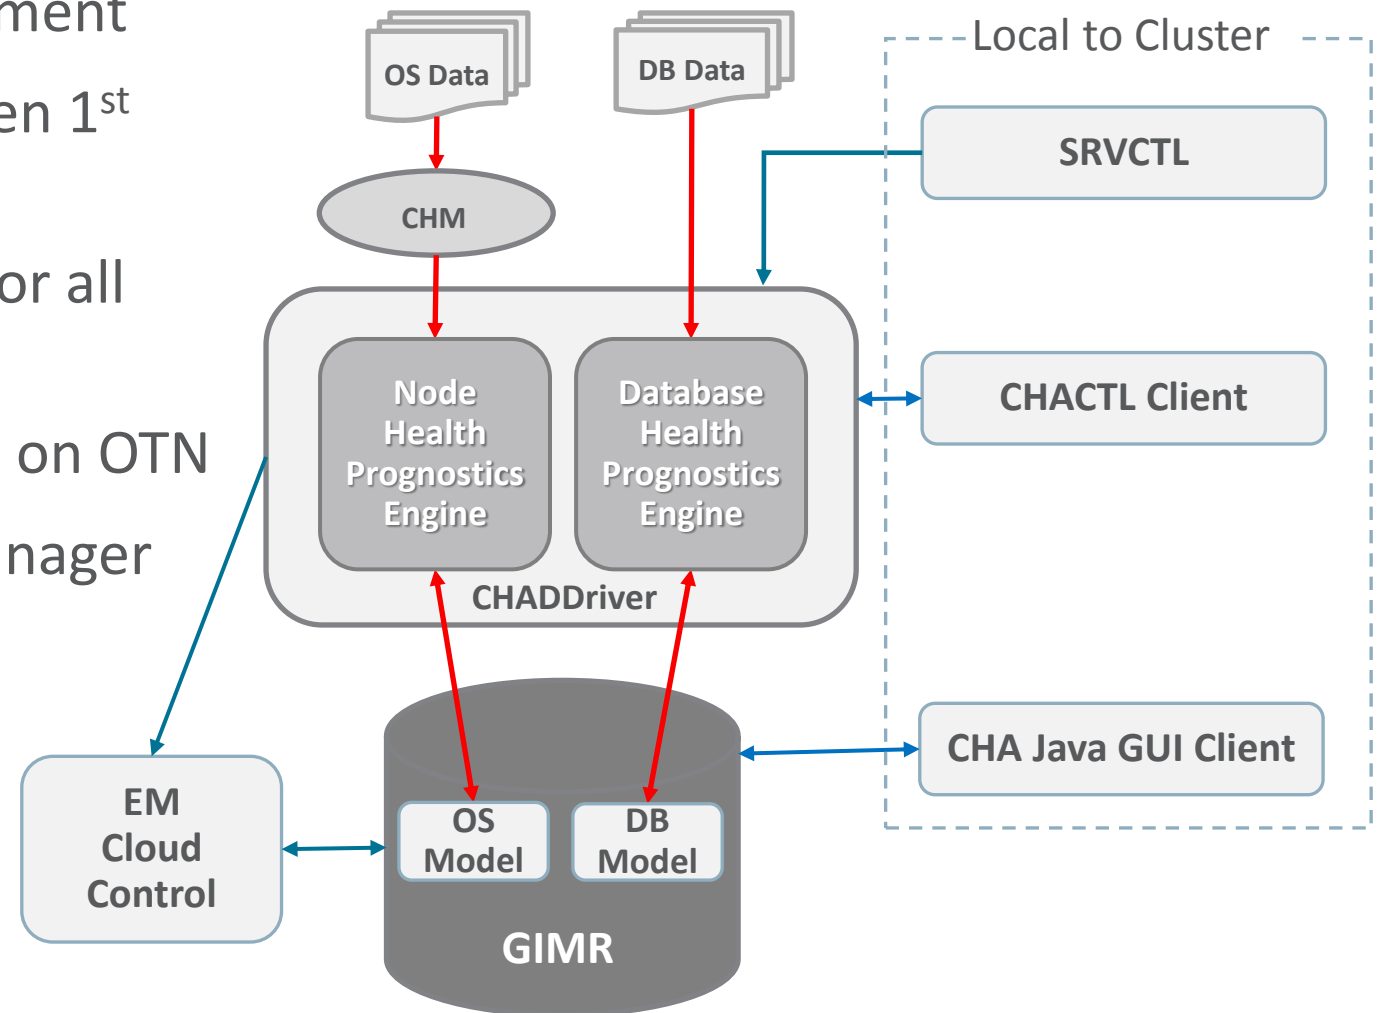 ment
en 1st
or all
on OTN
nager
OS Data
DB Data
Local to Cluster
CHM
SRVCTL
Node
Health
Prognostics
Engine
Database
Health
Prognostics
Engine
CHACTL Client
CHADDriver
CHA Java GUI Client
EM
Cloud
Control
OS
Model
DB
Model
GIMR